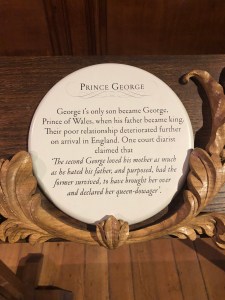 PRINCE GEORGE
George I's only son became George,
Prince of Wales, when his father became king.
Their poor relationship deteriorated further
on arrival in England. One court diarist
claimed that
'The second George loved his mother as much
as he hated his father, and purposed, had the
former survived, to have brought her over
and declared her queen-dowager'.